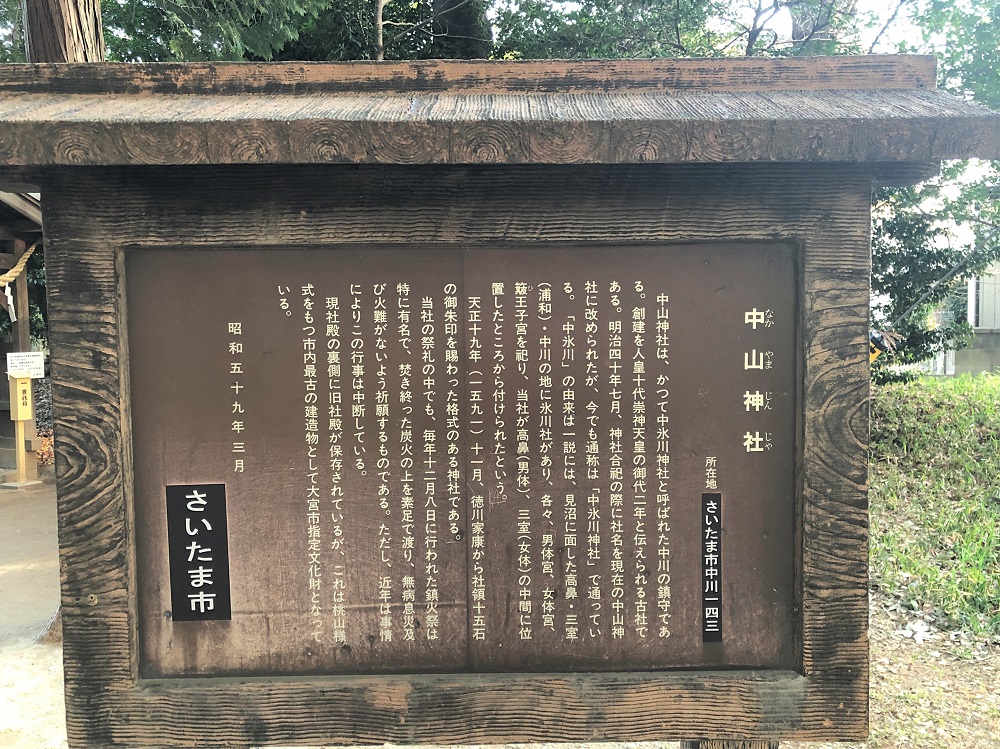 中山神社
なかやまじんじゃ
所在地 さいたま市中川一四三
中山神社は、かつて中氷川神社と呼ばれた中川の鎮守であ
る。創建を人皇十代崇神天皇の御代二年と伝えられる古社で
ある。明治四十年七月、神社合祀の際に社名を現在の中山神
社に改められたが、今でも通称は「中氷川神社」で通ってい
る。「中氷川」の由来は一説には、見沼に面した高鼻・三室
(浦和)・中川の地に氷川社があり、各々、男体宮、女体宮、
簸王子宮を祀り、当社が高鼻(男体)、三室(女体)の中間に位
置したところから付けられたという。
天正十九年(一五九一)十一月、徳川家康から社領十五石
の御朱印を賜わった格式のある神社である。
当社の祭礼の中でも、毎年十二月八日に行われた鎮火祭は
特に有名で、焚き終った炭火の上を素足で渡り、無病息災及
び火難がないよう祈願するものである。ただし、近年は事情
によりこの行事は中断している。
現社殿の裏側に旧社殿が保存されているが、これは桃山様
式をもつ市内最古の建造物として大宮市指定文化財となって
いる。
昭和五十九年三月
さいたま市